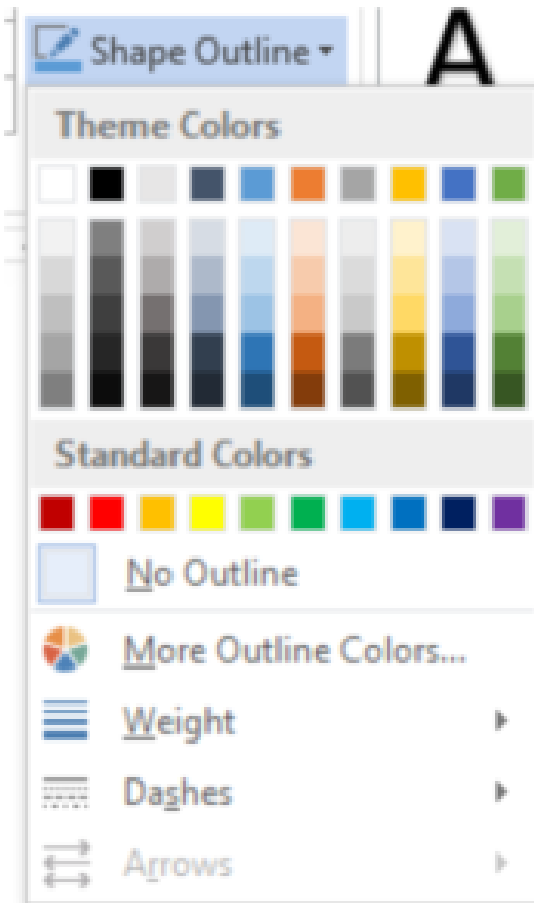 Shape Outline
A
Theme Colors
Standard Colors
No Outline
More Outline Colors...
Weight
Dashes
Arrows